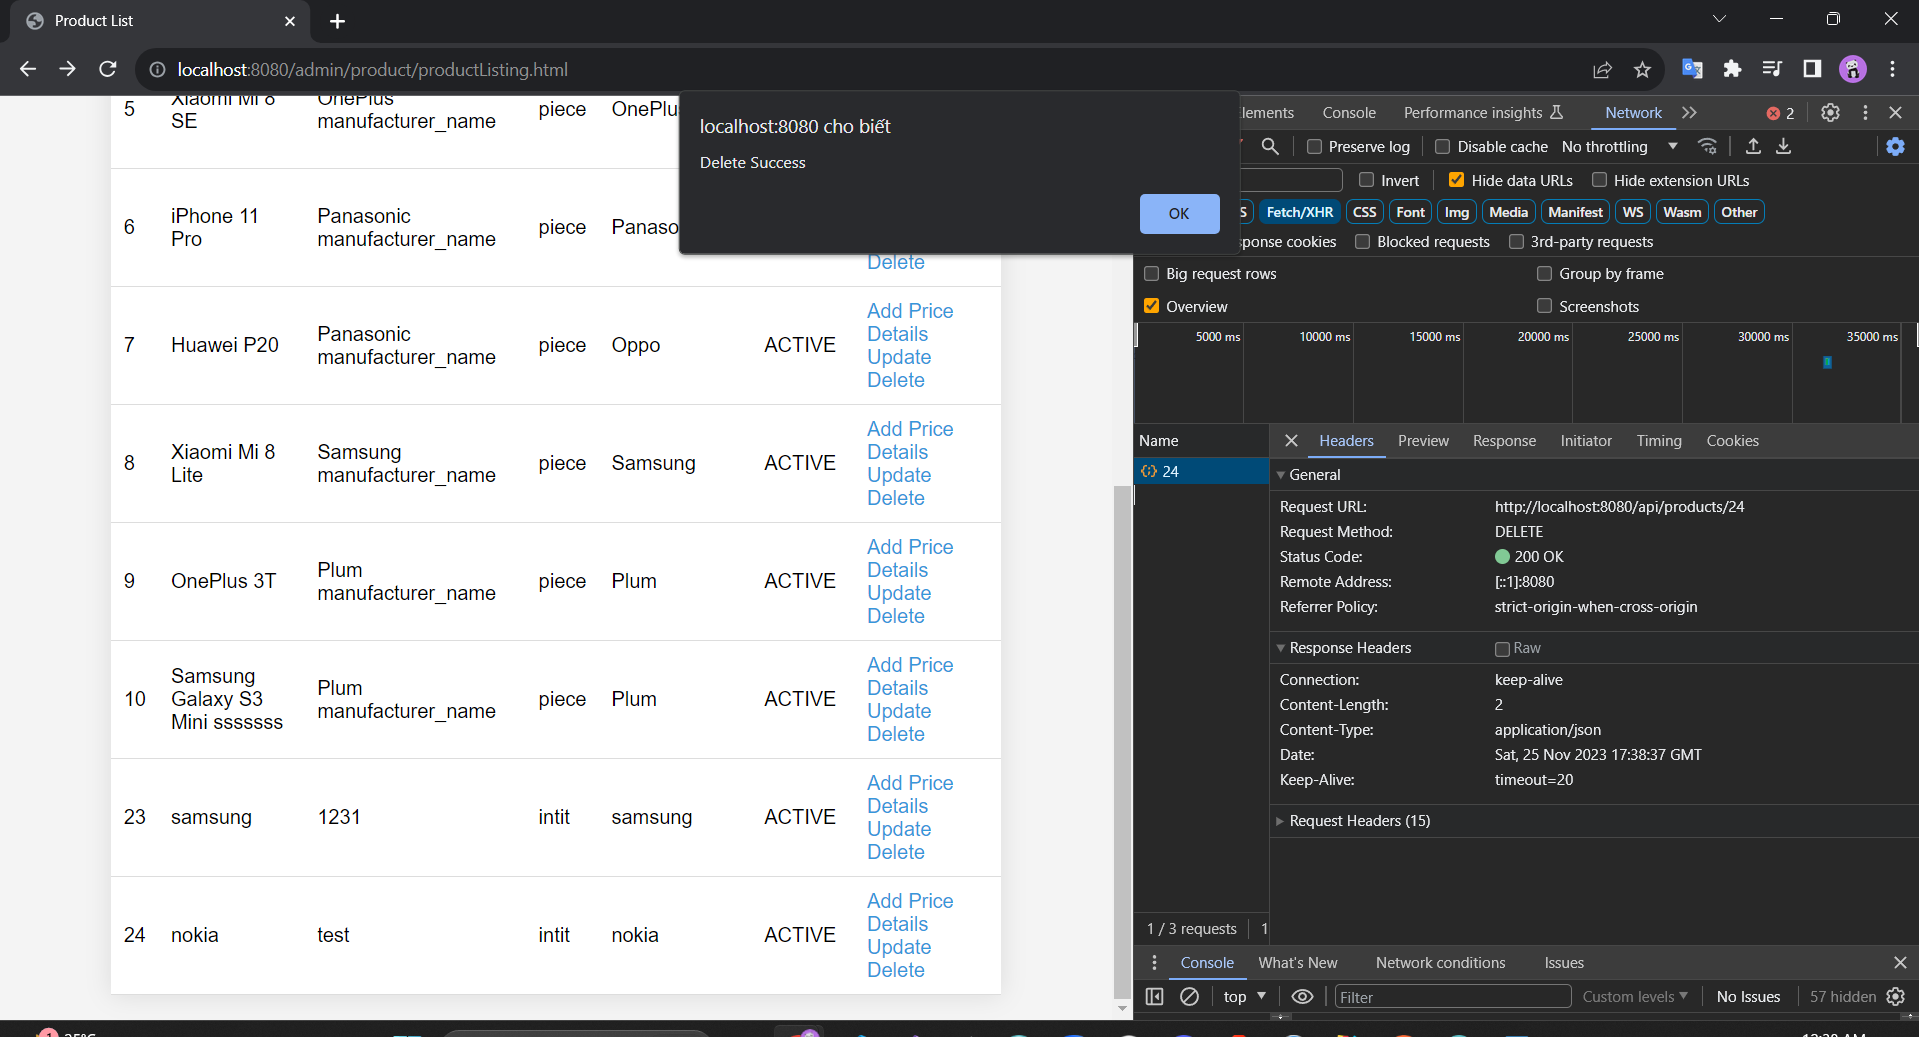 Product List
localhost:8080/admin/product/productListing.html
5 Xiaomi Mi 8 SE OnePlus manufacturer_name piece OnePlus
6 iPhone 11 Pro Panasonic manufacturer_name piece Panaso
Delete
7 Huawei P20 Panasonic manufacturer_name piece Oppo ACTIVE
Add Price
Details
Update
Delete
8 Xiaomi Mi 8 Lite Samsung manufacturer_name piece Samsung ACTIVE
Add Price
Details
Update
Delete
9 OnePlus 3T Plum manufacturer_name piece Plum ACTIVE
Add Price
Details
Update
Delete
10 Samsung Galaxy S3 Mini sssssss Plum manufacturer_name piece Plum ACTIVE
Add Price
Details
Update
Delete
23 samsung 1231 intit samsung ACTIVE
Add Price
Details
Update
Delete
24 nokia test intit nokia ACTIVE
Add Price
Details
Update
Delete
localhost:8080 cho biết
Delete Success
OK
lements Console Performance insights Network 2
Preserve log Disable cache No throttling
Invert Hide data URLs Hide extension URLs
S Fetch/XHR CSS Font Img Media Manifest WS Wasm Other
sponse cookies Blocked requests 3rd-party requests
Big request rows Group by frame
Overview Screenshots
5000 ms 10000 ms 15000 ms 20000 ms 25000 ms 30000 ms 35000 ms
Name Headers Preview Response Initiator Timing Cookies
24
General
Request URL: http://localhost:8080/api/products/24
Request Method: DELETE
Status Code: 200 OK
Remote Address: [::1]:8080
Referrer Policy: strict-origin-when-cross-origin
Response Headers Raw
Connection: keep-alive
Content-Length: 2
Content-Type: application/json
Date: Sat, 25 Nov 2023 17:38:37 GMT
Keep-Alive: timeout=20
Request Headers (15)
1 / 3 requests 1
Console What's New Network conditions Issues
top Filter Custom levels No Issues 57 hidden